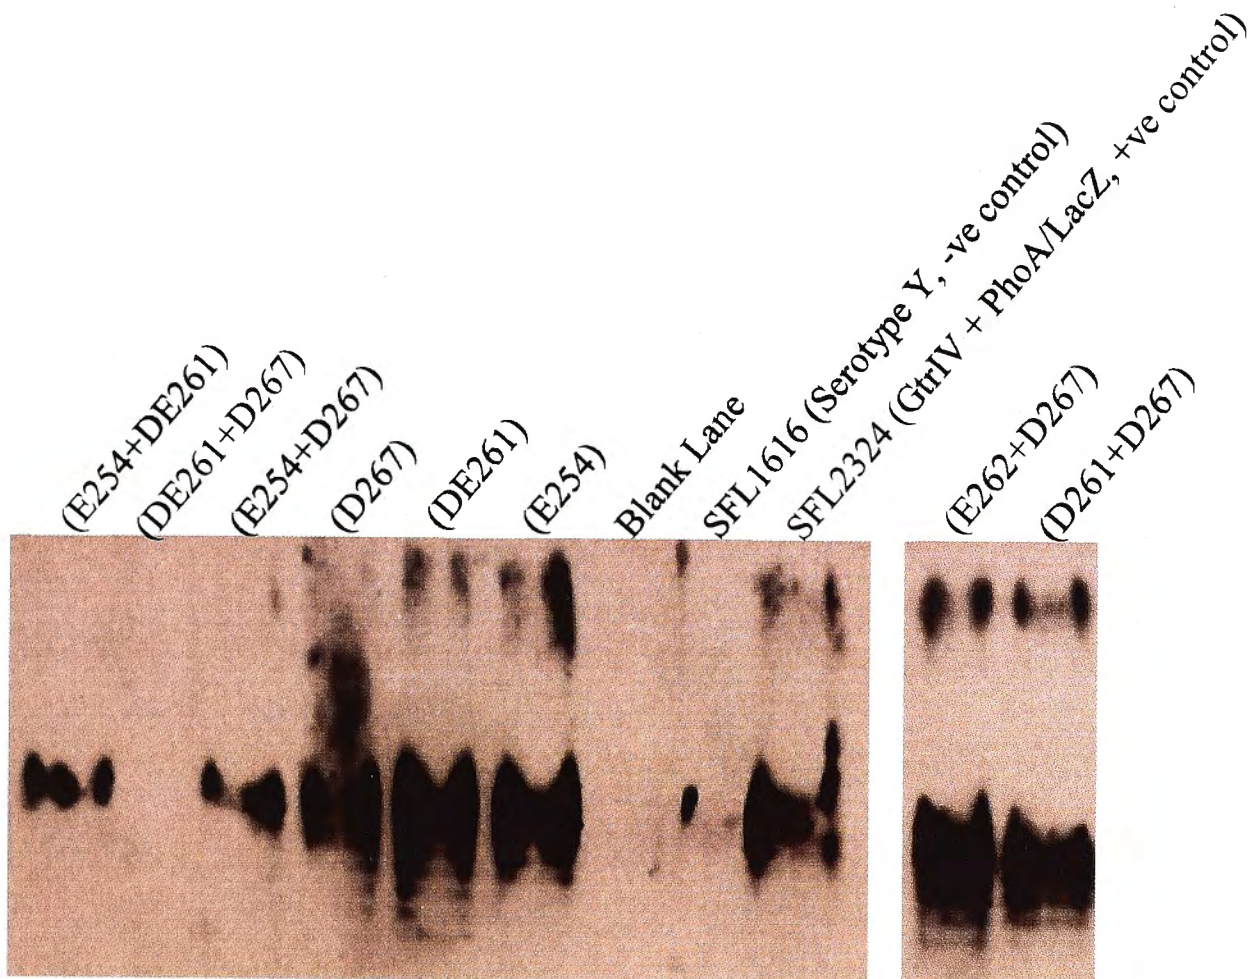 (E254+DE261)
(DE261+D267)
(E254+D267)
(D267)
(DE261)
(E254)
Blank Lane
SFL1616 (Serotype Y, -ve control)
SFL2324 (GtrIV + PhoA/LacZ, +ve control)
(E262+D267)
(D261+D267)